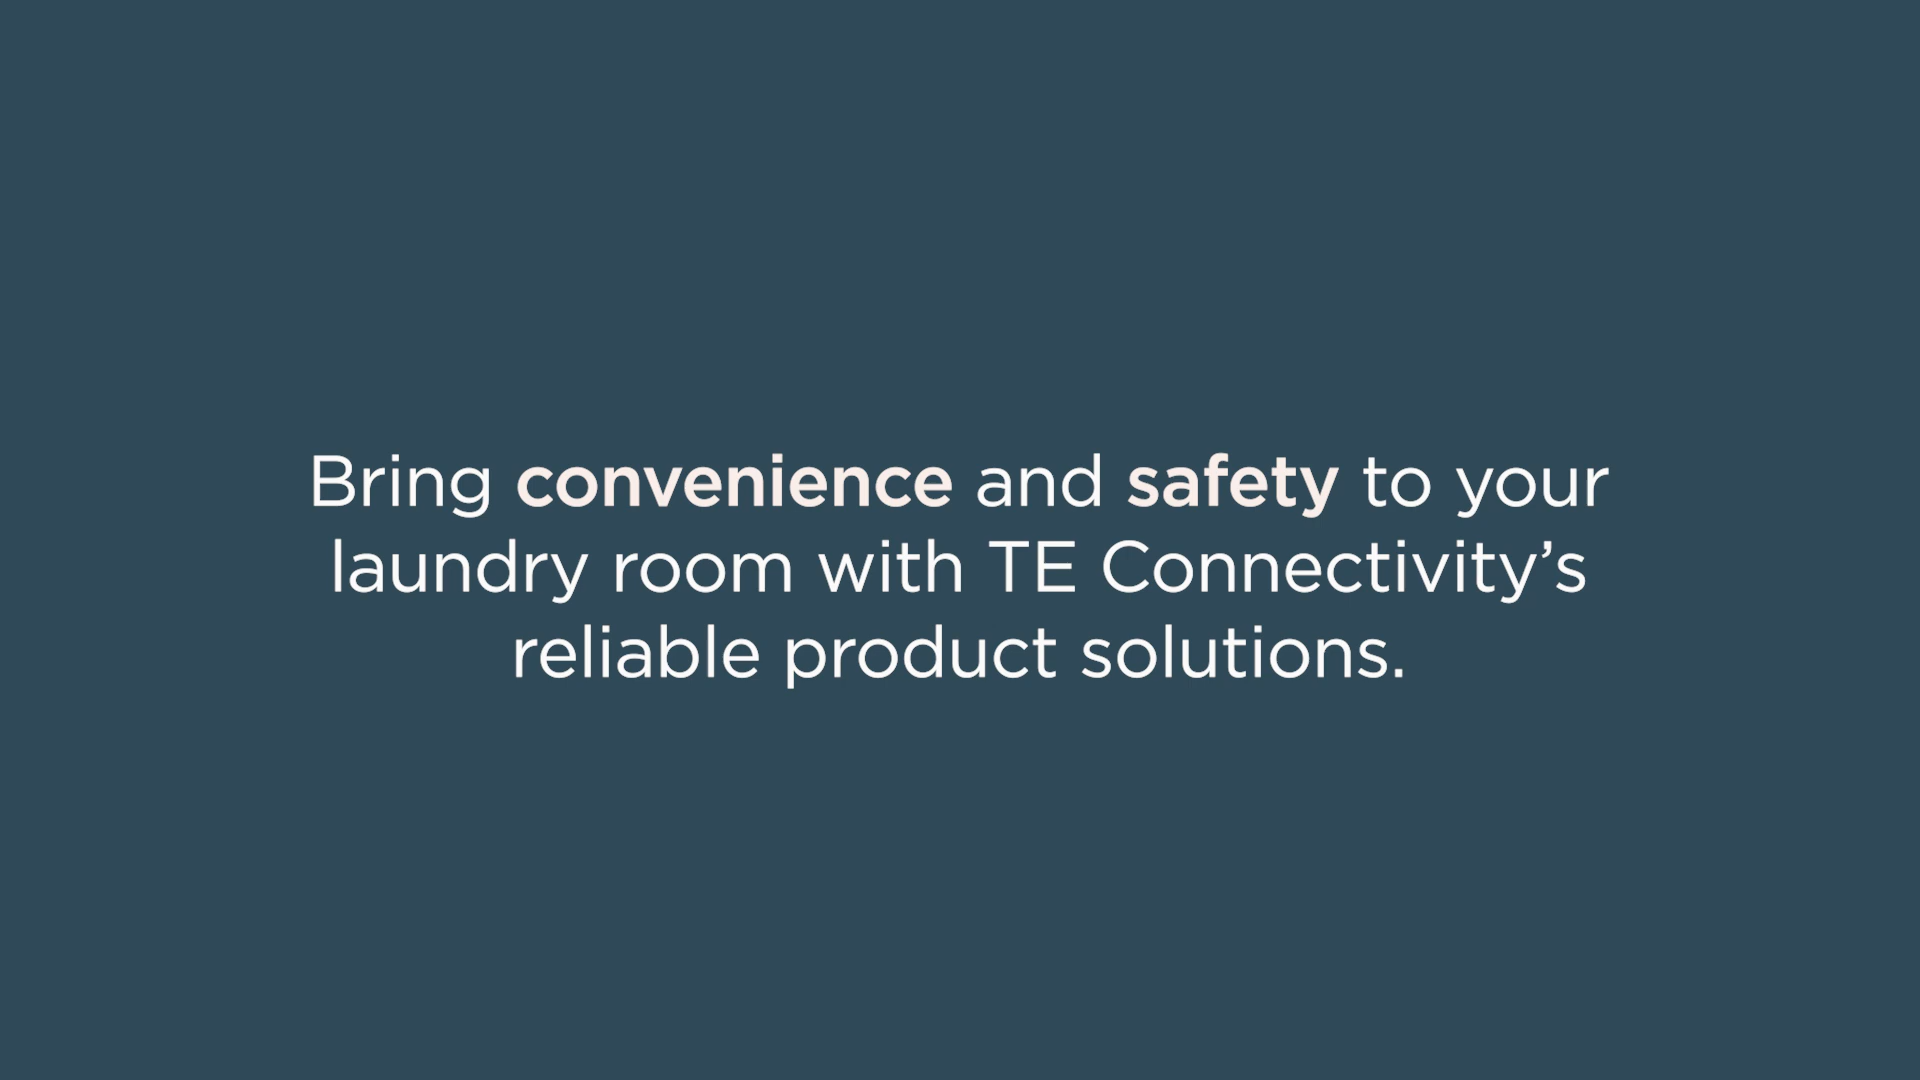 Bring convenience and safety to your
laundry room with TE Connectivity’s
reliable product solutions.